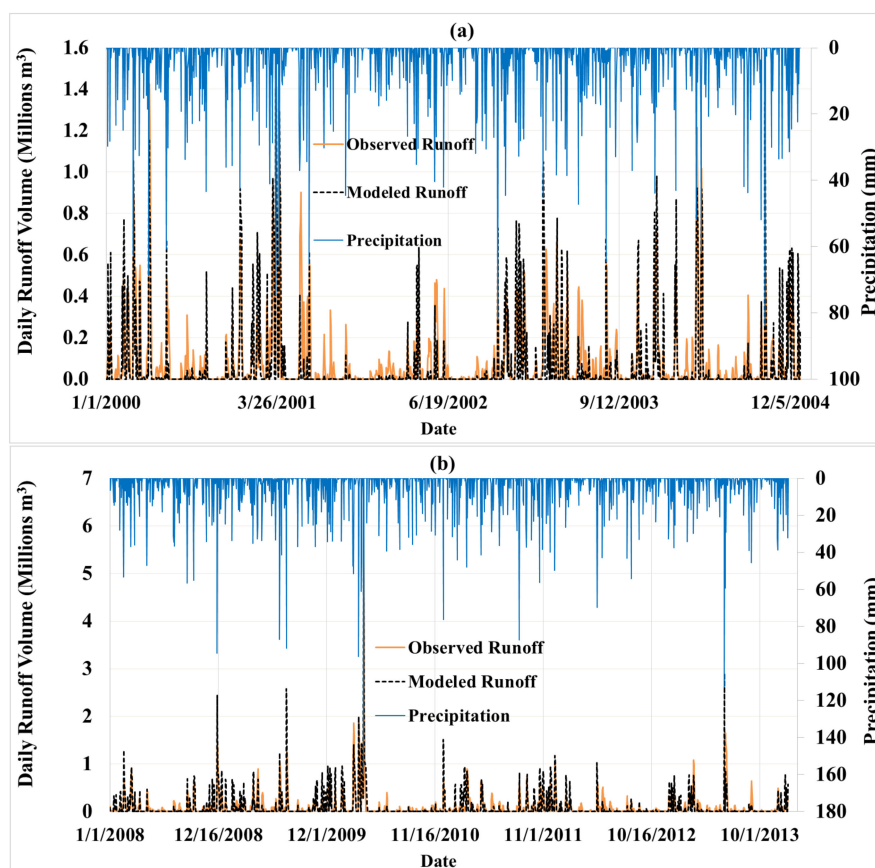 (a)
Daily Runoff Volume (Millions m³)
1.6
1.4
1.2
1.0
0.8
0.6
0.4
0.2
0.0
Observed Runoff
Modeled Runoff
Precipitation
0
20
40
60
80
100
Precipitation (mm)
1/1/2000 3/26/2001 6/19/2002 9/12/2003 12/5/2004
Date
(b)
Daily Runoff Volume (Millions m³)
7
6
5
4
3
2
1
0
Observed Runoff
Modeled Runoff
Precipitation
0
20
40
60
80
100
120
140
160
180
Precipitation (mm)
1/1/2008 12/16/2008 12/1/2009 11/16/2010 11/1/2011 10/16/2012 10/1/2013
Date